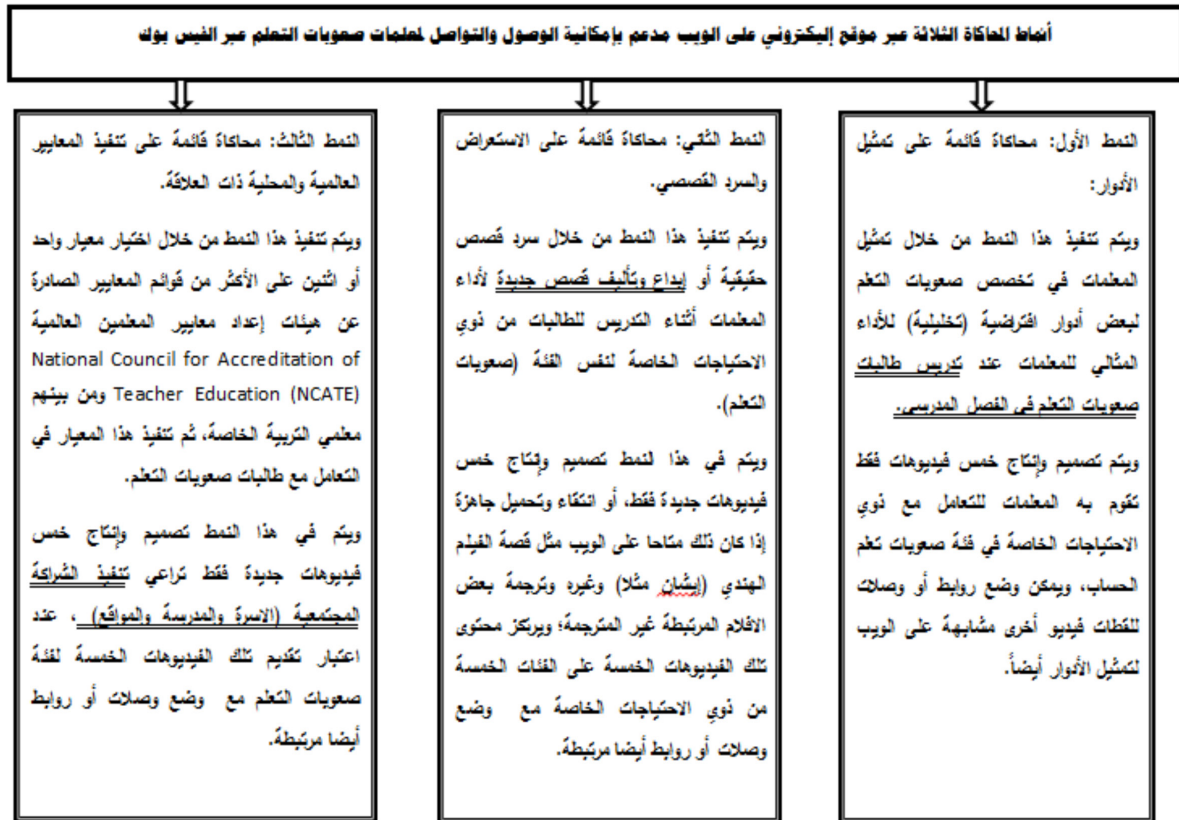 أنماط المحاكاة الثلاثة عبر موقع إليكتروني على الويب مدعم بإمكانية الوصول والتواصل لمعلمات صعوبات التعلم عبر الفيس بوك
النمط الأول: محاكاة قائمة على تمثيل
الأدوار:
ويتم تنفيذ هذا النمط من خلال تمثيل
المعلمات في تخصص صعوبات التعلم
لبعض أدوار افتراضية (تخليلية) للأداء
المثالي للمعلمات عند تدريس طالبات
صعوبات التعلم في الفصل المدرسي.
ويتم تصميم وإنتاج خمس فيديوهات فقط
تقوم به المعلمات للتعامل مع ذوي
الاحتياجات الخاصة في فئة صعوبات تعلم
الحساب، ويمكن وضع روابط أو وصلات
للقطات فيديو أخرى مشابهة على الويب
لتمثيل الأدوار أيضاً.
النمط الثاني: محاكاة قائمة على الاستعراض
والسرد القصصي.
ويتم تنفيذ هذا النمط من خلال سرد قصص
حقيقية أو إبداع وتأليف قصص جديدة لأداء
المعلمات أثناء التدريس للطالبات من ذوي
الاحتياجات الخاصة لنفس الفئة (صعوبات
التعلم).
ويتم في هذا لنمط تصميم وإنتاج خمس
فيديوهات جديدة فقط، أو انتقاء وتحميل جاهزة
إذا كان ذلك متاحا على الويب مثل قصة الفيلم
الهندي (إيشان مثلا) وغيره وترجمة بعض
الافلام المرتبطة غير المترجمة؛ ويرتكز محتوى
تلك الفيديوهات الخمسة على الفئات الخمسة
من ذوي الاحتياجات الخاصة مع وضع
وصلات أو روابط أيضا مرتبطة.
النمط الثالث: محاكاة قائمة على تنفيذ المعايير
العالمية والمحلية ذات العلاقة.
ويتم تنفيذ هذا النمط من خلال اختيار معيار واحد
أو اثنين على الأكثر من قوائم المعايير الصادرة
عن هيئات إعداد معايير المعلمين العالمية
National Council for Accreditation of
Teacher Education (NCATE) ومن بينهم
معلمي التربية الخاصة، ثم تنفيذ هذا المعيار في
التعامل مع طالبات صعوبات التعلم.
ويتم في هذا النمط تصميم وإنتاج خمس
فيديوهات جديدة فقط تراعي تنفيذ الشراكة
المجتمعية (الاسرة والمدرسة والمواقع) ، عند
اعتبار تقديم تلك الفيديوهات الخمسة لفئة
صعوبات التعلم مع وضع وصلات أو روابط
أيضا مرتبطة.